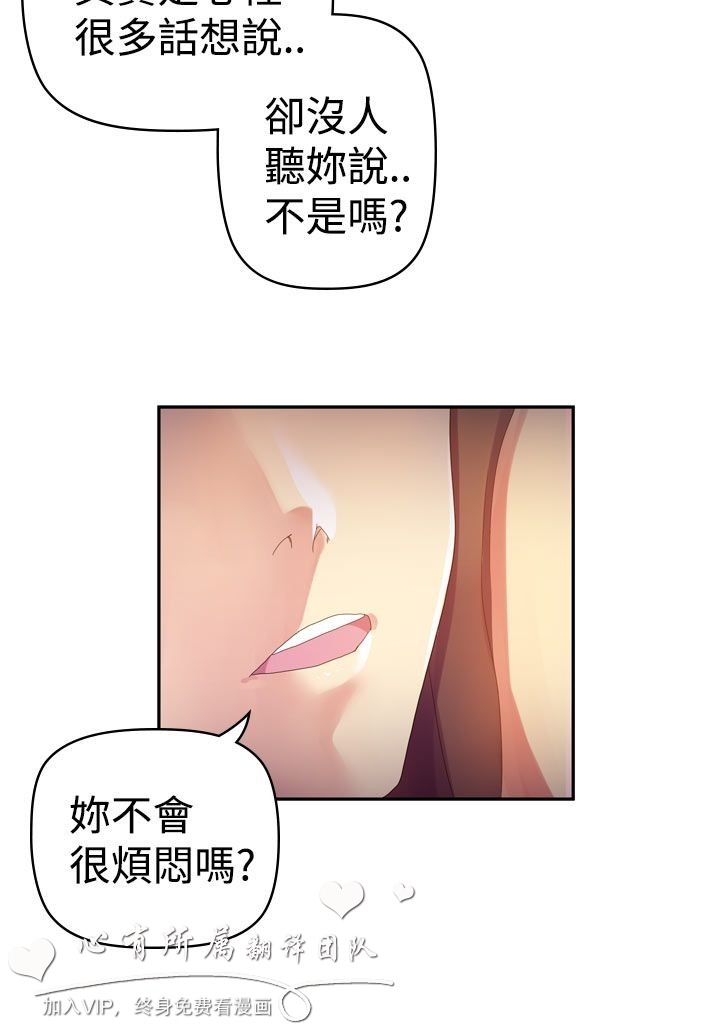 很多話想說..
卻沒人
聽妳說..
不是嗎?
妳不會
很煩悶嗎?
心有所属翻译团队
加入VIP，终身免费看漫画